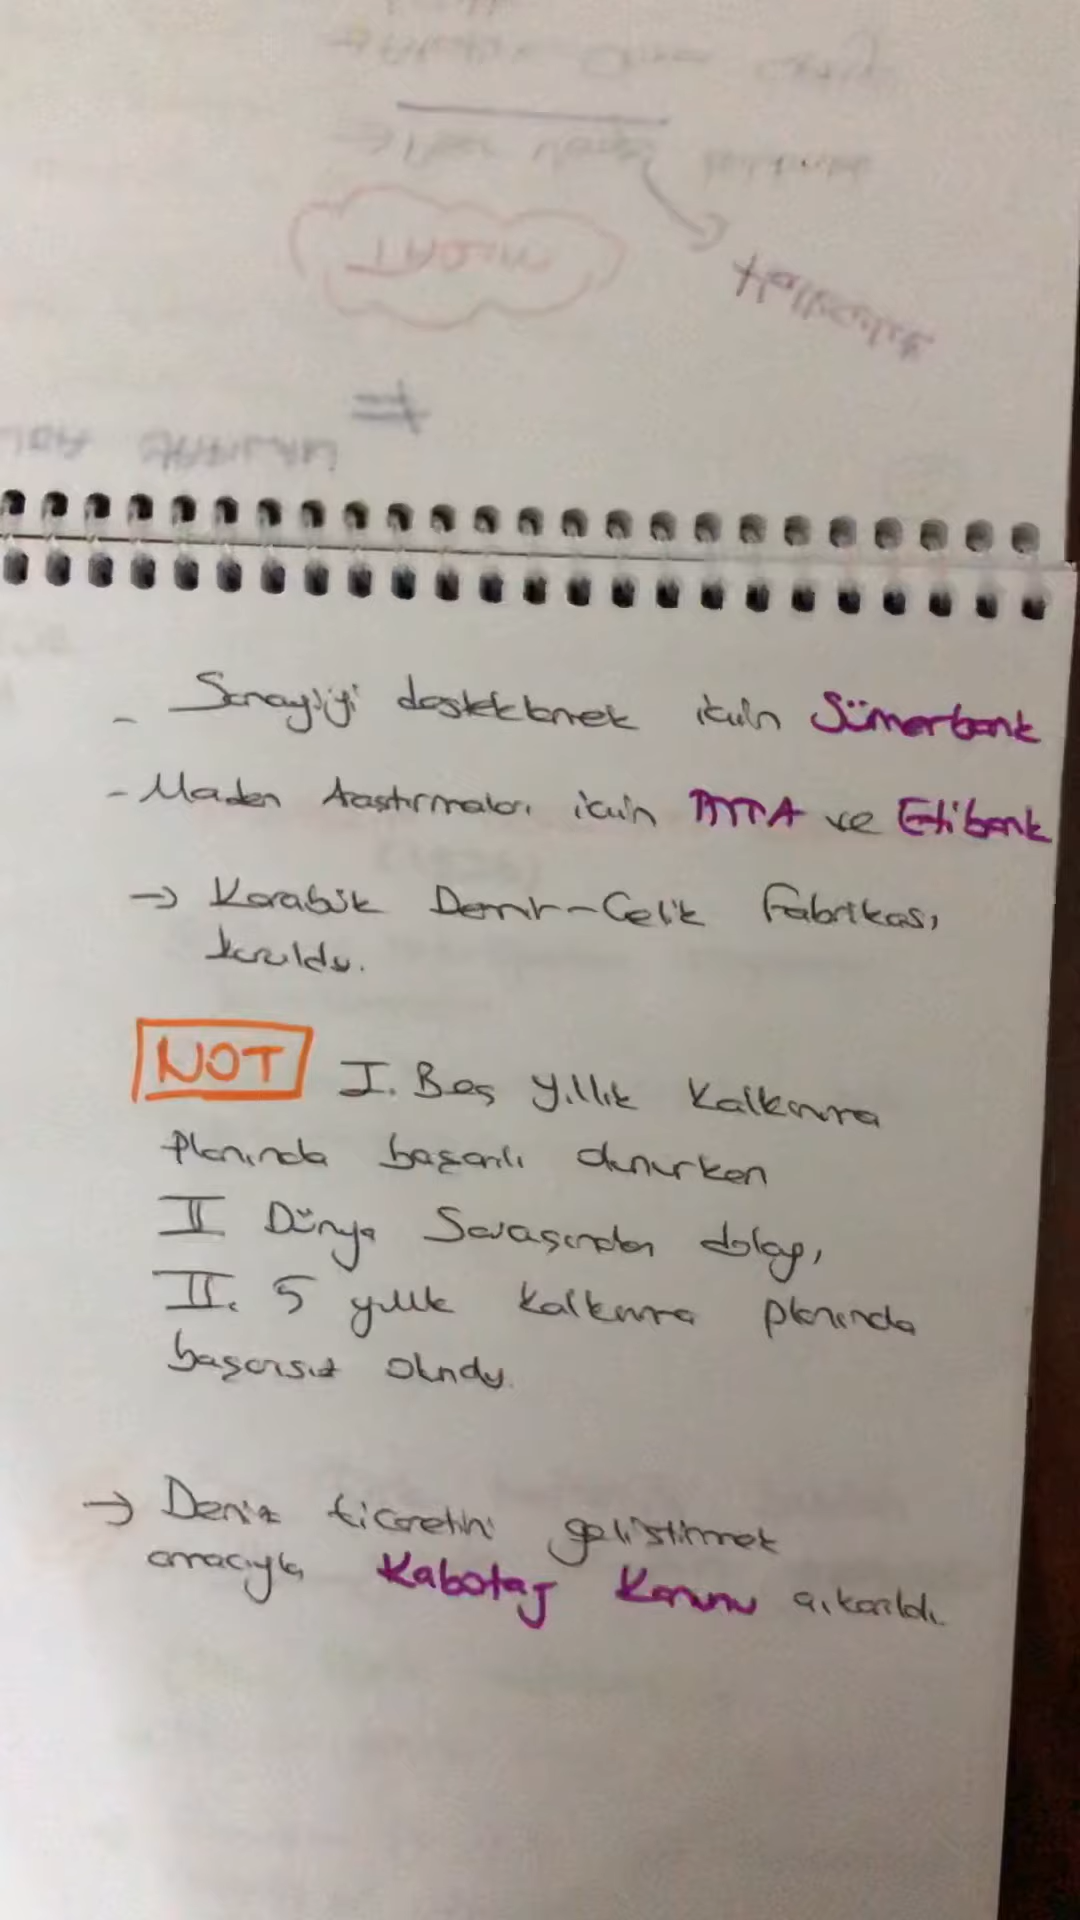 Halkçılık
- Sanayiyi desteklemek için Sümerbank
- Maden Araştırmaları için MTA ve Etibank
→ Karabük Demir-Çelik Fabrikası
kuruldu.
NOT I. Beş Yıllık Kalkınma
planında başarılı olunurken
II Dünya Savaşından dolayı
II. 5 yıllık kalkınma planında
başarısız olundu.
→ Deniz ticaretini geliştirmek
amacıyla Kabotaj Kanunu çıkarıldı.